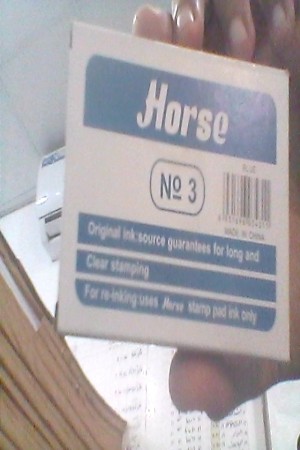 Horse
BLUE
No 3
MADE IN CHINA
Original ink source guarantees for long and
Clear stamping
For re-inking uses Horse stamp pad ink only